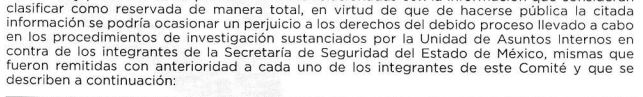 clasificar como reservada de manera total, en virtud de que de hacerse pública la citada
información se podría ocasionar un perjuicio a los derechos del debido proceso llevado a cabo
en los procedimientos de investigación sustanciados por la Unidad de Asuntos Internos en
contra de los integrantes de la Secretaría de Seguridad del Estado de México, mismas que
fueron remitidas con anterioridad a cada uno de los integrantes de este Comité y que se
describen a continuación: